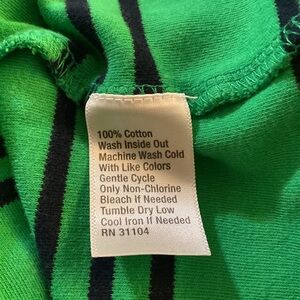 100% Cotton
Wash Inside Out
Machine Wash Cold
With Like Colors
Gentle Cycle
Only Non-Chlorine
Bleach If Needed
Tumble Dry Low
Cool Iron If Needed
RN 31104